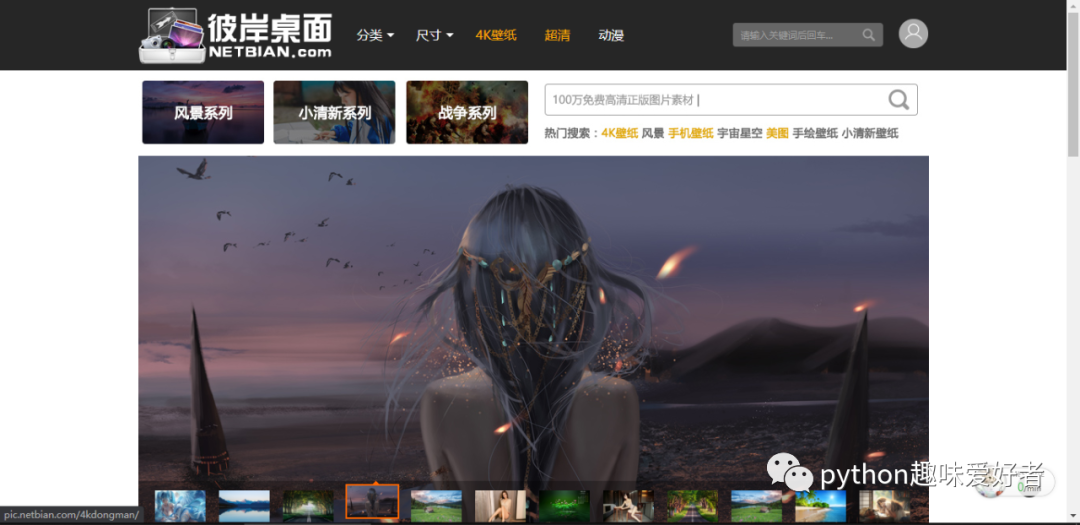 彼岸桌面
NETBIAN.com
分类 尺寸 4K壁纸 超清 动漫
请输入关键词后回车...
风景系列 小清新系列 战争系列
100万免费高清正版图片素材
热门搜索：4K壁纸 风景 手机壁纸 宇宙星空 美图 手绘壁纸 小清新壁纸
python趣味爱好者
pic.netbian.com/4kdongman/